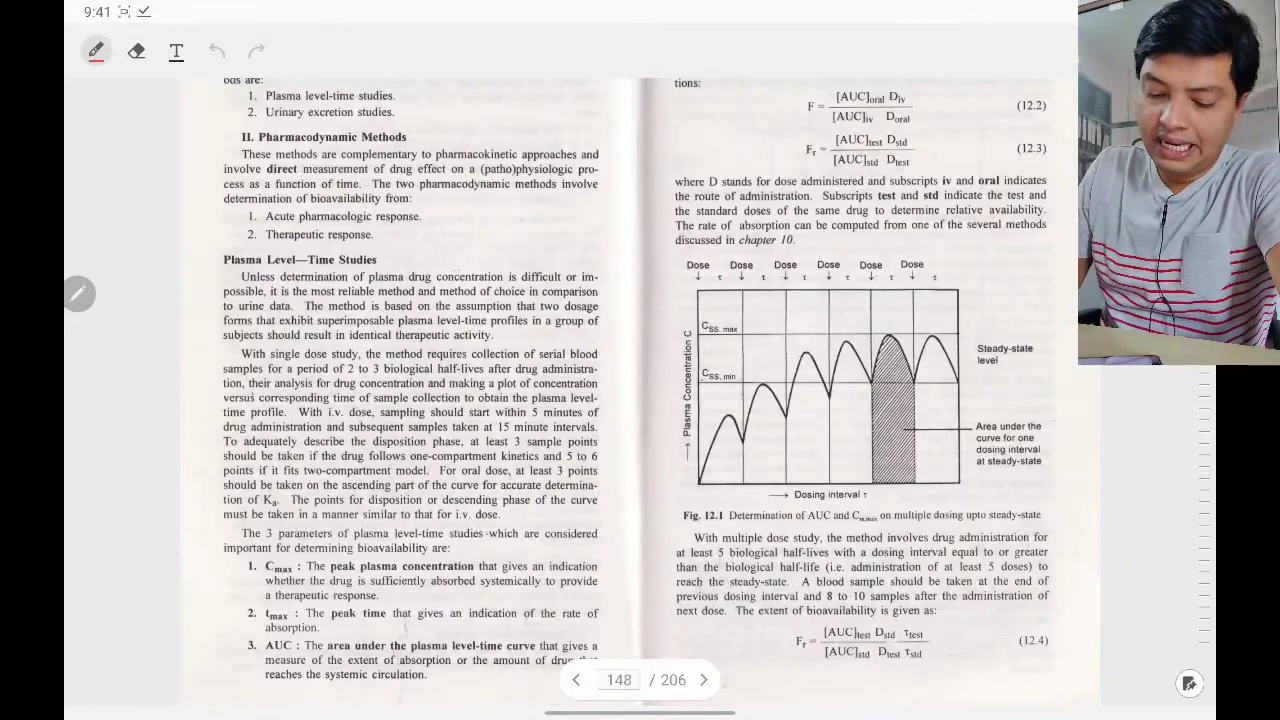 9:41
T
ods are:
1. Plasma level-time studies.
2. Urinary excretion studies.
II. Pharmacodynamic Methods
These methods are complementary to pharmacokinetic approaches and
involve direct measurement of drug effect on a (patho)physiologic pro-
cess as a function of time. The two pharmacodynamic methods involve
determination of bioavailability from:
1. Acute pharmacologic response.
2. Therapeutic response.
Plasma Level—Time Studies
Unless determination of plasma drug concentration is difficult or im-
possible, it is the most reliable method and method of choice in comparison
to urine data. The method is based on the assumption that two dosage
forms that exhibit superimposable plasma level-time profiles in a group of
subjects should result in identical therapeutic activity.
With single dose study, the method requires collection of serial blood
samples for a period of 2 to 3 biological half-lives after drug administra-
tion, their analysis for drug concentration and making a plot of concentration
versus corresponding time of sample collection to obtain the plasma level-
time profile. With i.v. dose, sampling should start within 5 minutes of
drug administration and subsequent samples taken at 15 minute intervals.
To adequately describe the disposition phase, at least 3 sample points
should be taken if the drug follows one-compartment kinetics and 5 to 6
points if it fits two-compartment model. For oral dose, at least 3 points
should be taken on the ascending part of the curve for accurate determina-
tion of Ka. The points for disposition or descending phase of the curve
must be taken in a manner similar to that for i.v. dose.
The 3 parameters of plasma level-time studies which are considered
important for determining bioavailability are:
1. Cmax : The peak plasma concentration that gives an indication
whether the drug is sufficiently absorbed systemically to provide
a therapeutic response.
2. tmax : The peak time that gives an indication of the rate of
absorption.
3. AUC : The area under the plasma level-time curve that gives a
measure of the extent of absorption or the amount of drug that
reaches the systemic circulation.
tions:
F = [AUC]oral Div / [AUC]iv Doral (12.2)
Fr = [AUC]test Dstd / [AUC]std Dtest (12.3)
where D stands for dose administered and subscripts iv and oral indicates
the route of administration. Subscripts test and std indicate the test and
the standard doses of the same drug to determine relative availability.
The rate of absorption can be computed from one of the several methods
discussed in chapter 10.
Dose Dose Dose Dose Dose Dose
↓ τ ↓ τ ↓ τ ↓ τ ↓ τ ↓ τ
CSS, max
CSS, min
→ Plasma Concentration C
Steady-state
level
Area under the
curve for one
dosing interval
at steady-state
→ Dosing interval τ
Fig. 12.1 Determination of AUC and Css,max on multiple dosing upto steady-state
With multiple dose study, the method involves drug administration for
at least 5 biological half-lives with a dosing interval equal to or greater
than the biological half-life (i.e. administration of at least 5 doses) to
reach the steady-state. A blood sample should be taken at the end of
previous dosing interval and 8 to 10 samples after the administration of
next dose. The extent of bioavailability is given as:
Fr = [AUC]test Dstd τtest / [AUC]std Dtest τstd (12.4)
148 / 206